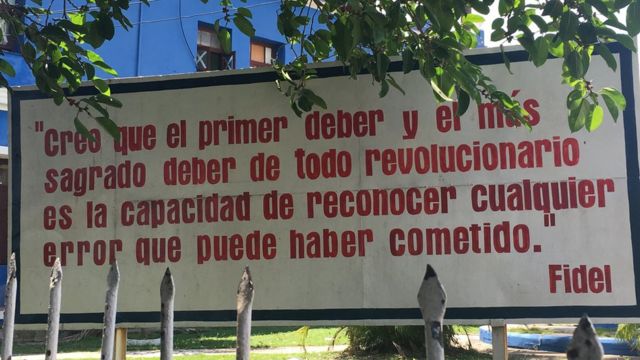 "Creo que el primer deber y el más
sagrado deber de todo revolucionario
es la capacidad de reconocer cualquier
error que puede haber cometido."
Fidel